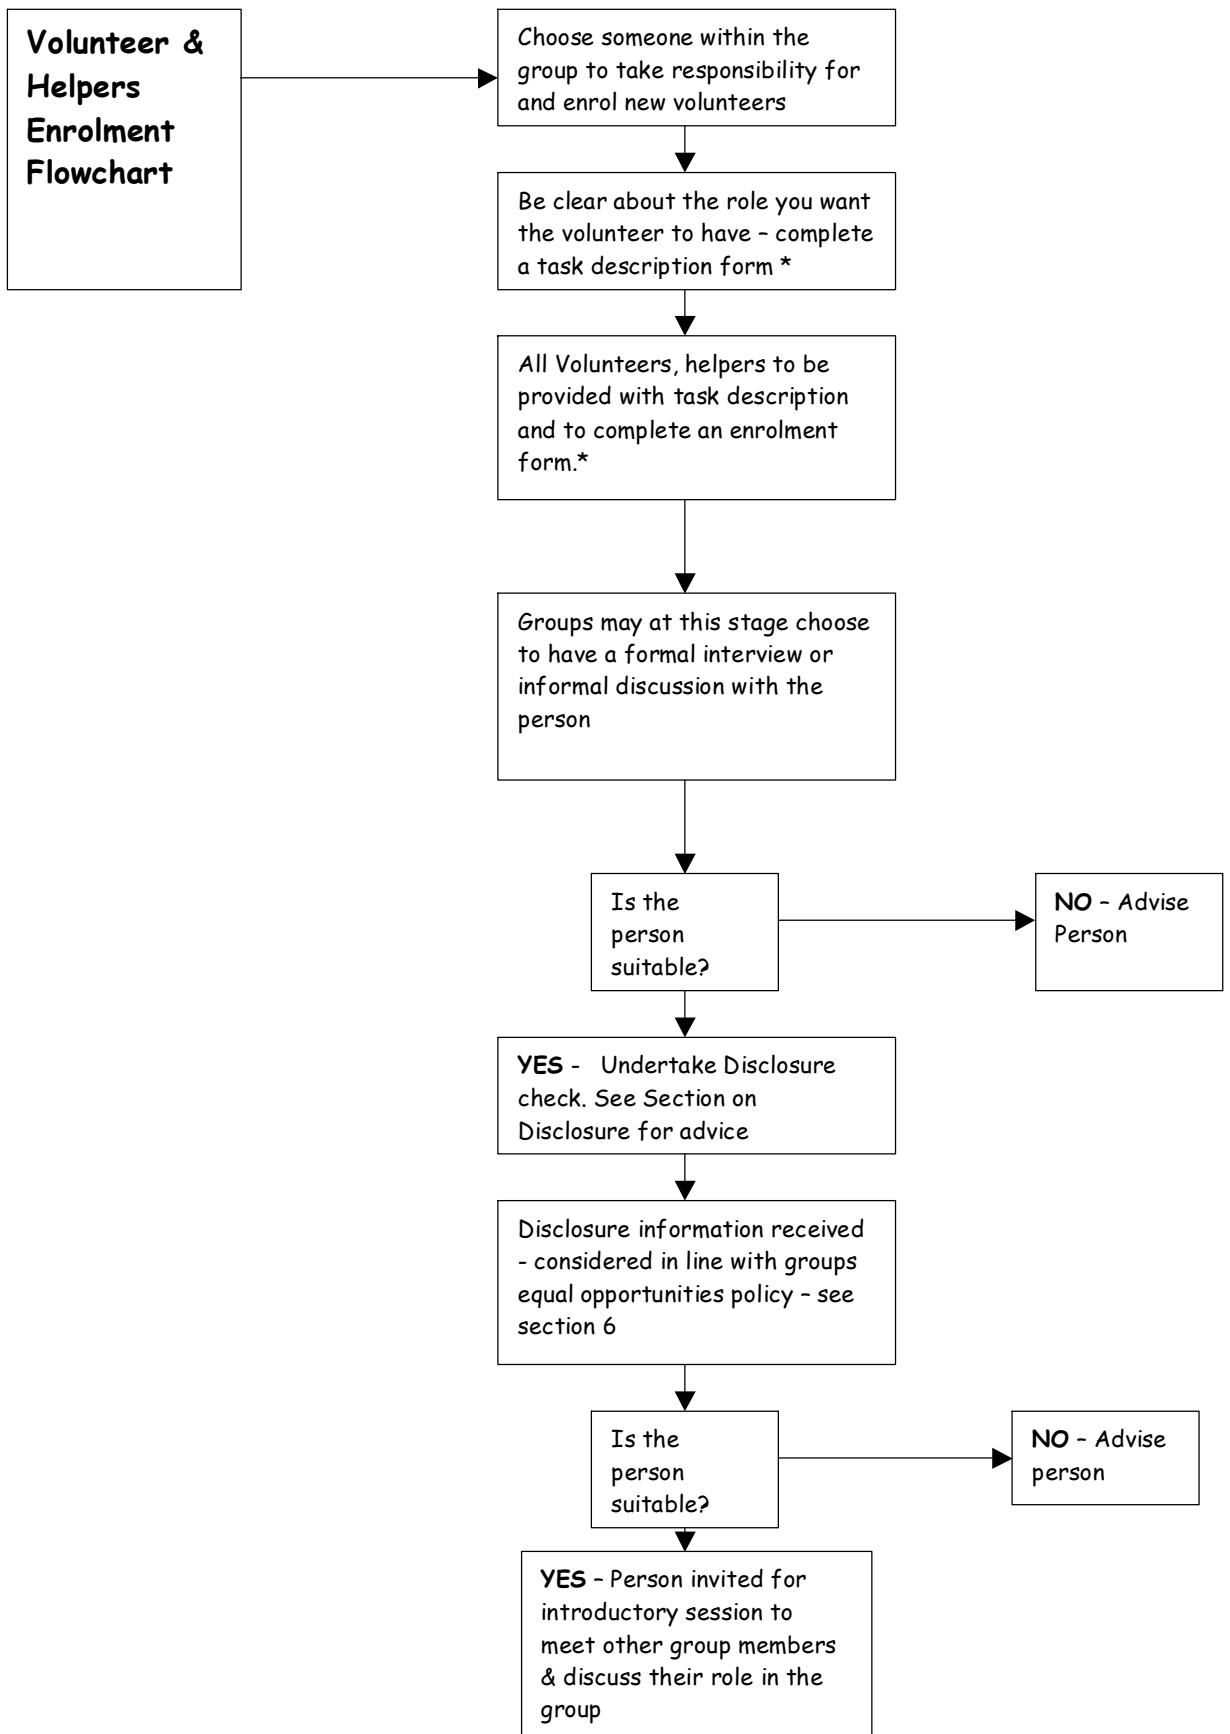 Volunteer &
Helpers
Enrolment
Flowchart
Choose someone within the
group to take responsibility for
and enrol new volunteers
Be clear about the role you want
the volunteer to have – complete
a task description form *
All Volunteers, helpers to be
provided with task description
and to complete an enrolment
form.*
Groups may at this stage choose
to have a formal interview or
informal discussion with the
person
Is the
person
suitable?
NO – Advise
Person
YES -   Undertake Disclosure
check. See Section on
Disclosure for advice
Disclosure information received
- considered in line with groups
equal opportunities policy – see
section 6
Is the
person
suitable?
NO – Advise
person
YES – Person invited for
introductory session to
meet other group members
& discuss their role in the
group